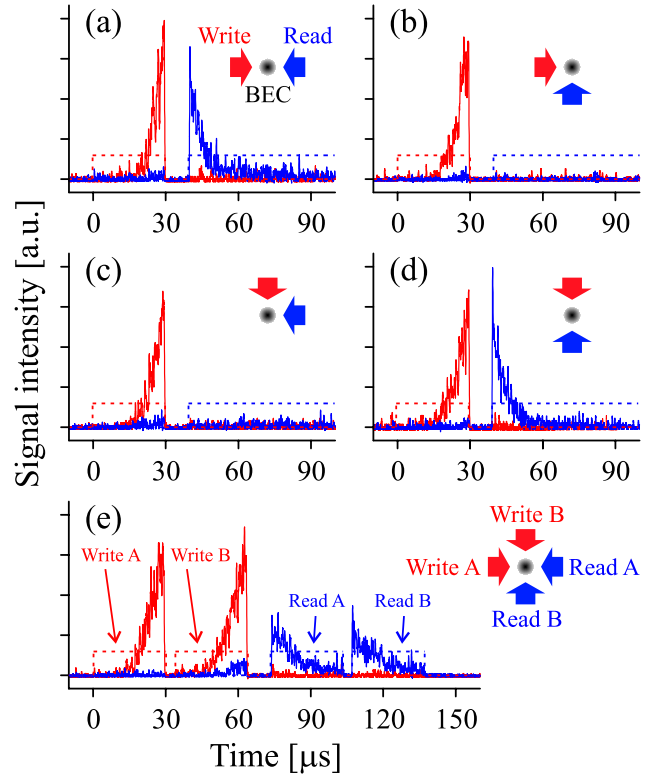 (a)
Write
Read
BEC
0 30 60 90
(b)
0 30 60 90
(c)
0 30 60 90
(d)
0 30 60 90
Signal intensity [a.u.]
(e)
Write A
Write B
Read A
Read B
0 30 60 90 120 150
Time [μs]
Write B
Write A
Read A
Read B